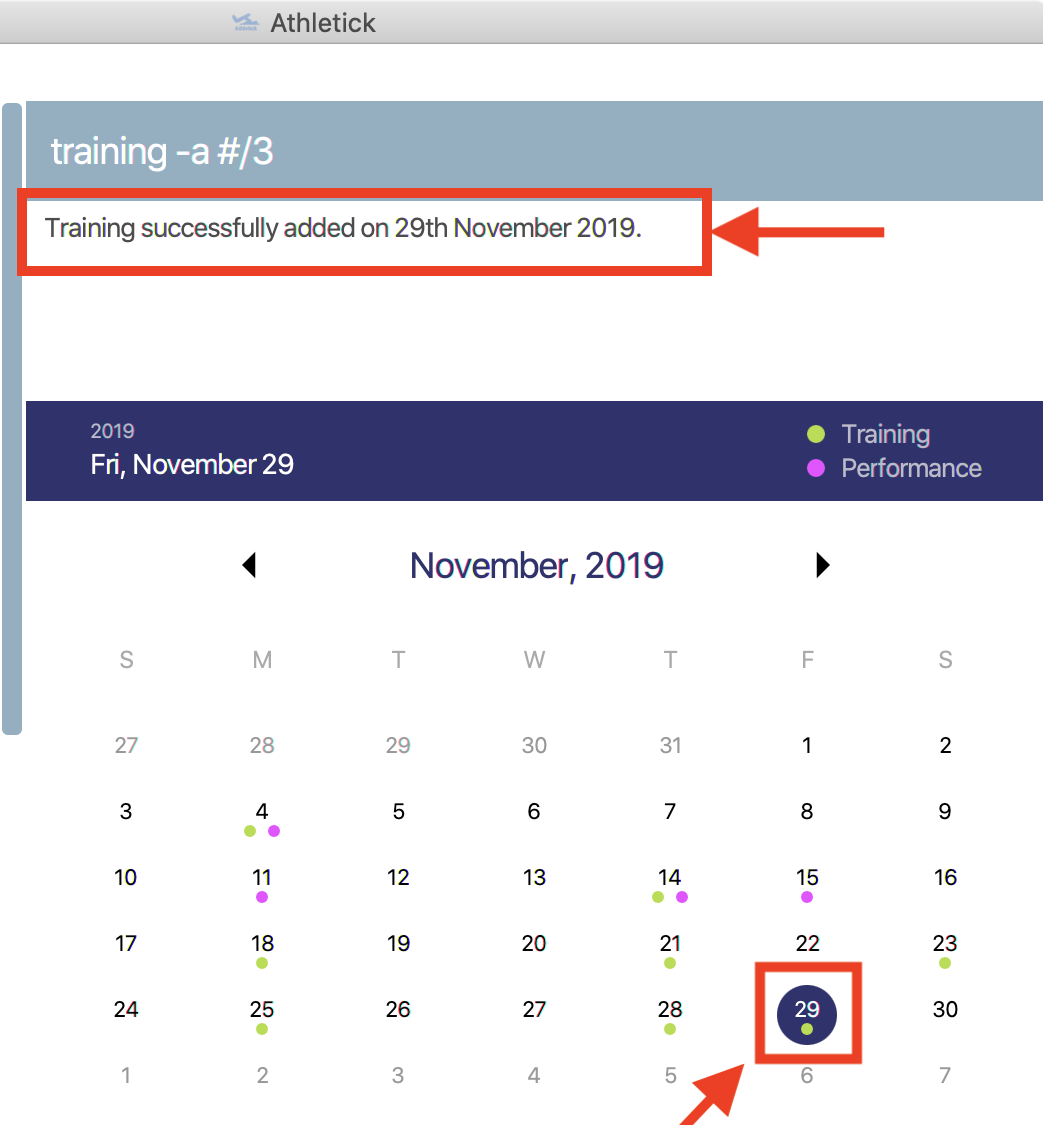 Athletick
training -a #/3
Training successfully added on 29th November 2019.
2019
Fri, November 29
Training
Performance
November, 2019
S M T W T F S
27 28 29 30 31 1 2
3 4 5 6 7 8 9
10 11 12 13 14 15 16
17 18 19 20 21 22 23
24 25 26 27 28 29 30
1 2 3 4 5 6 7